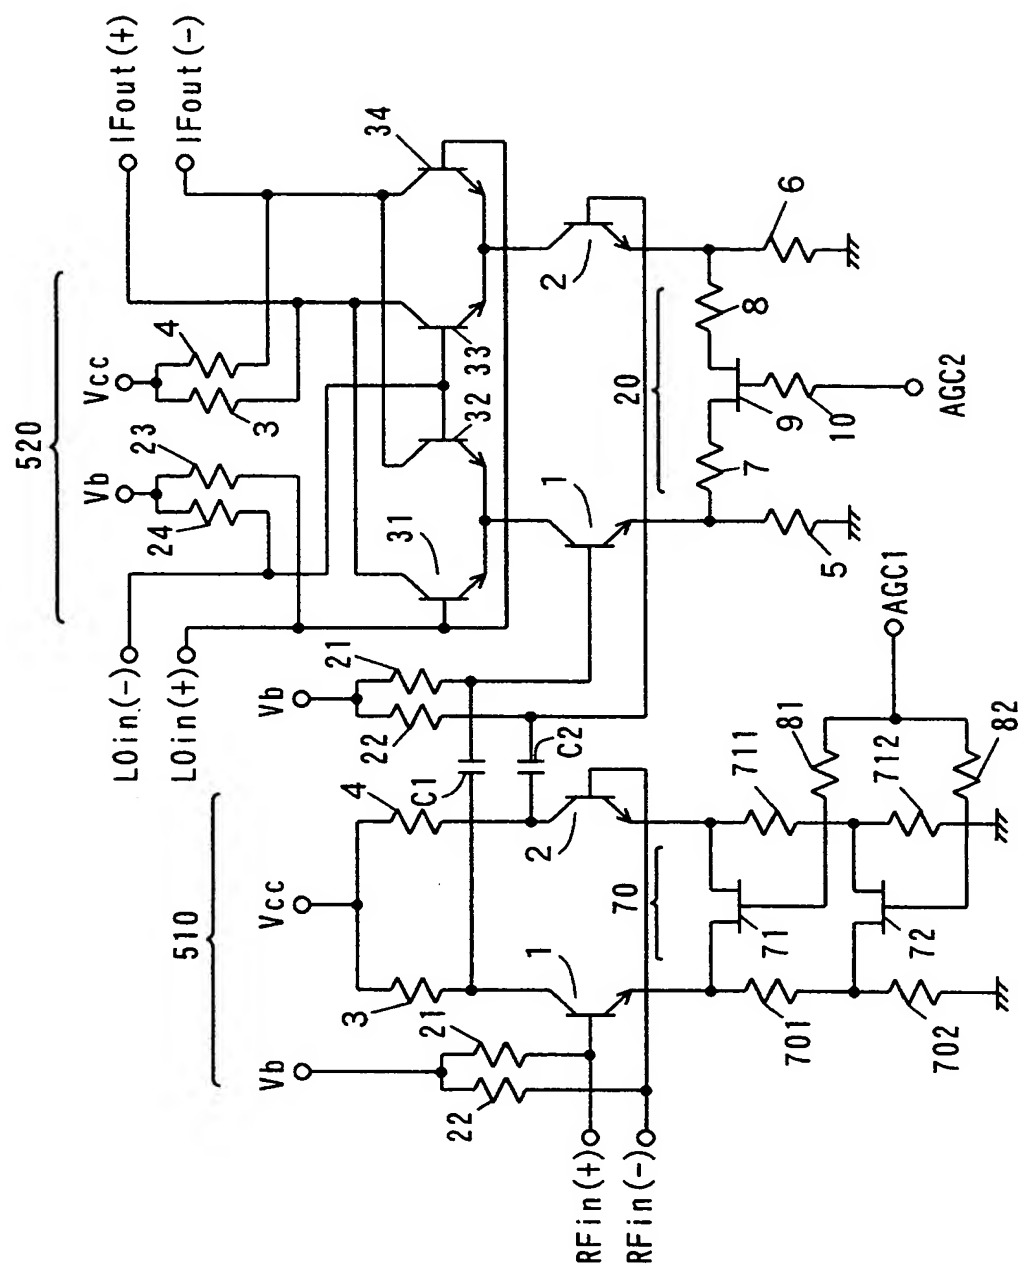 IFout(+)
IFout(-)
520
Vcc
Vb
4
3
23
24
34
33
32
31
LOin(-)
LOin(+)
2
1
6
8
20
9
10
7
5
AGC2
Vb
21
22
C1
C2
510
Vcc
4
3
2
1
Vb
21
22
70
AGC1
81
82
711
712
71
72
701
702
RFin(+)
RFin(-)